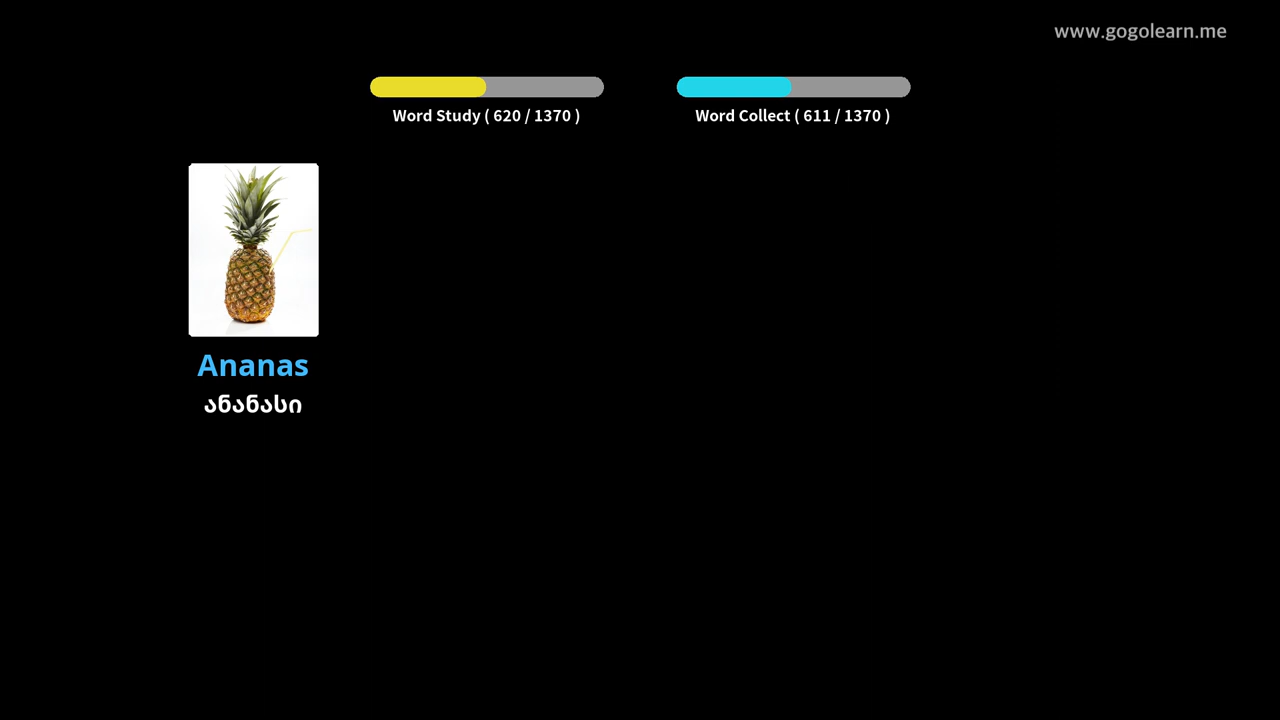 www.gogolearn.me
Word Study ( 620 / 1370 )
Word Collect ( 611 / 1370 )
Ananas
ანანასი